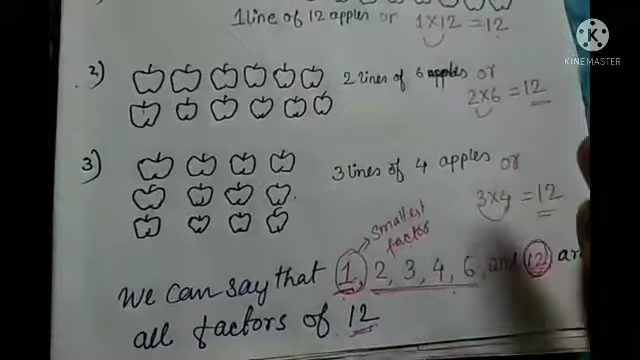 1 line of 12 apples or 1×12 = 12
KINEMASTER
2) 2 lines of 6 apples or
2×6 = 12
3) 3 lines of 4 apples or
3×4 = 12
Smallest
factor
We can say that 1, 2, 3, 4, 6, and 12 are
all factors of 12